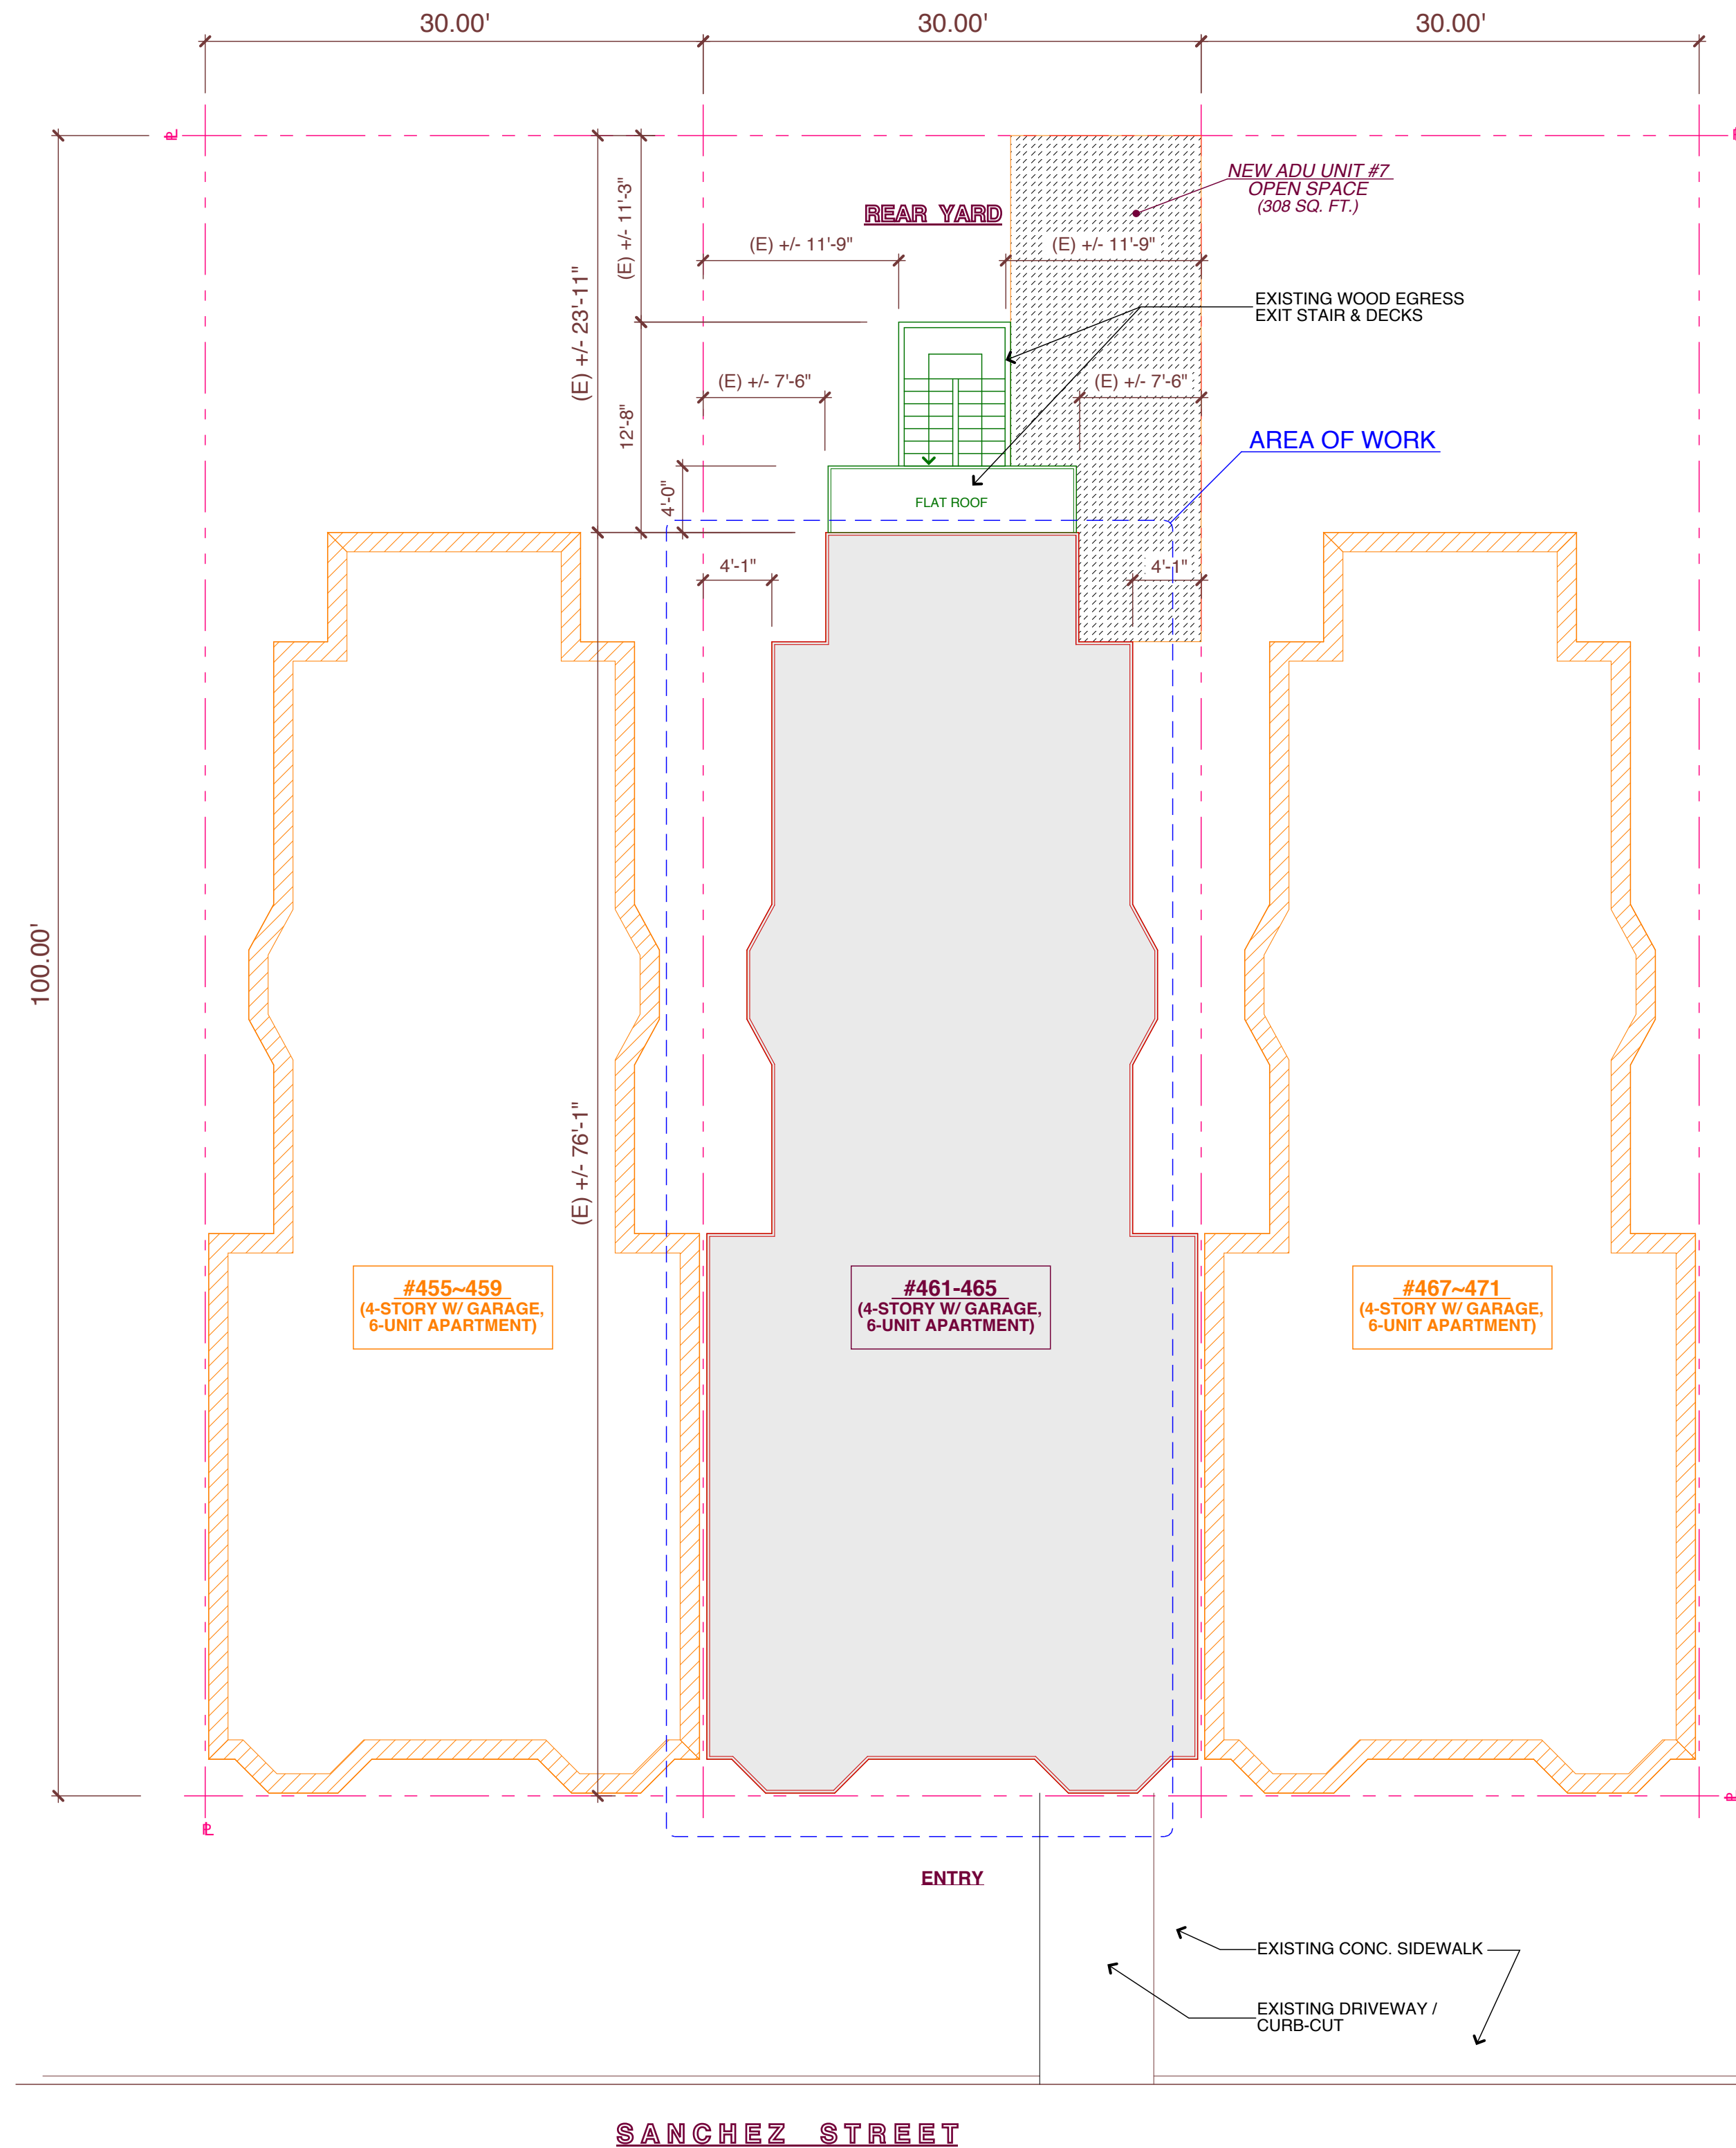 30.00'
30.00'
30.00'
PL
NEW ADU UNIT #7
OPEN SPACE
(308 SQ. FT.)
REAR YARD
(E) +/- 11'-3"
(E) +/- 11'-9"
(E) +/- 11'-9"
(E) +/- 23'-11"
EXISTING WOOD EGRESS
EXIT STAIR & DECKS
(E) +/- 7'-6"
(E) +/- 7'-6"
12'-8"
AREA OF WORK
4'-0"
FLAT ROOF
4'-1"
4'-1"
100.00'
(E) +/- 76'-1"
#455~459
(4-STORY W/ GARAGE,
6-UNIT APARTMENT)
#461-465
(4-STORY W/ GARAGE,
6-UNIT APARTMENT)
#467~471
(4-STORY W/ GARAGE,
6-UNIT APARTMENT)
PL
ENTRY
EXISTING CONC. SIDEWALK
EXISTING DRIVEWAY /
CURB-CUT
SANCHEZ STREET